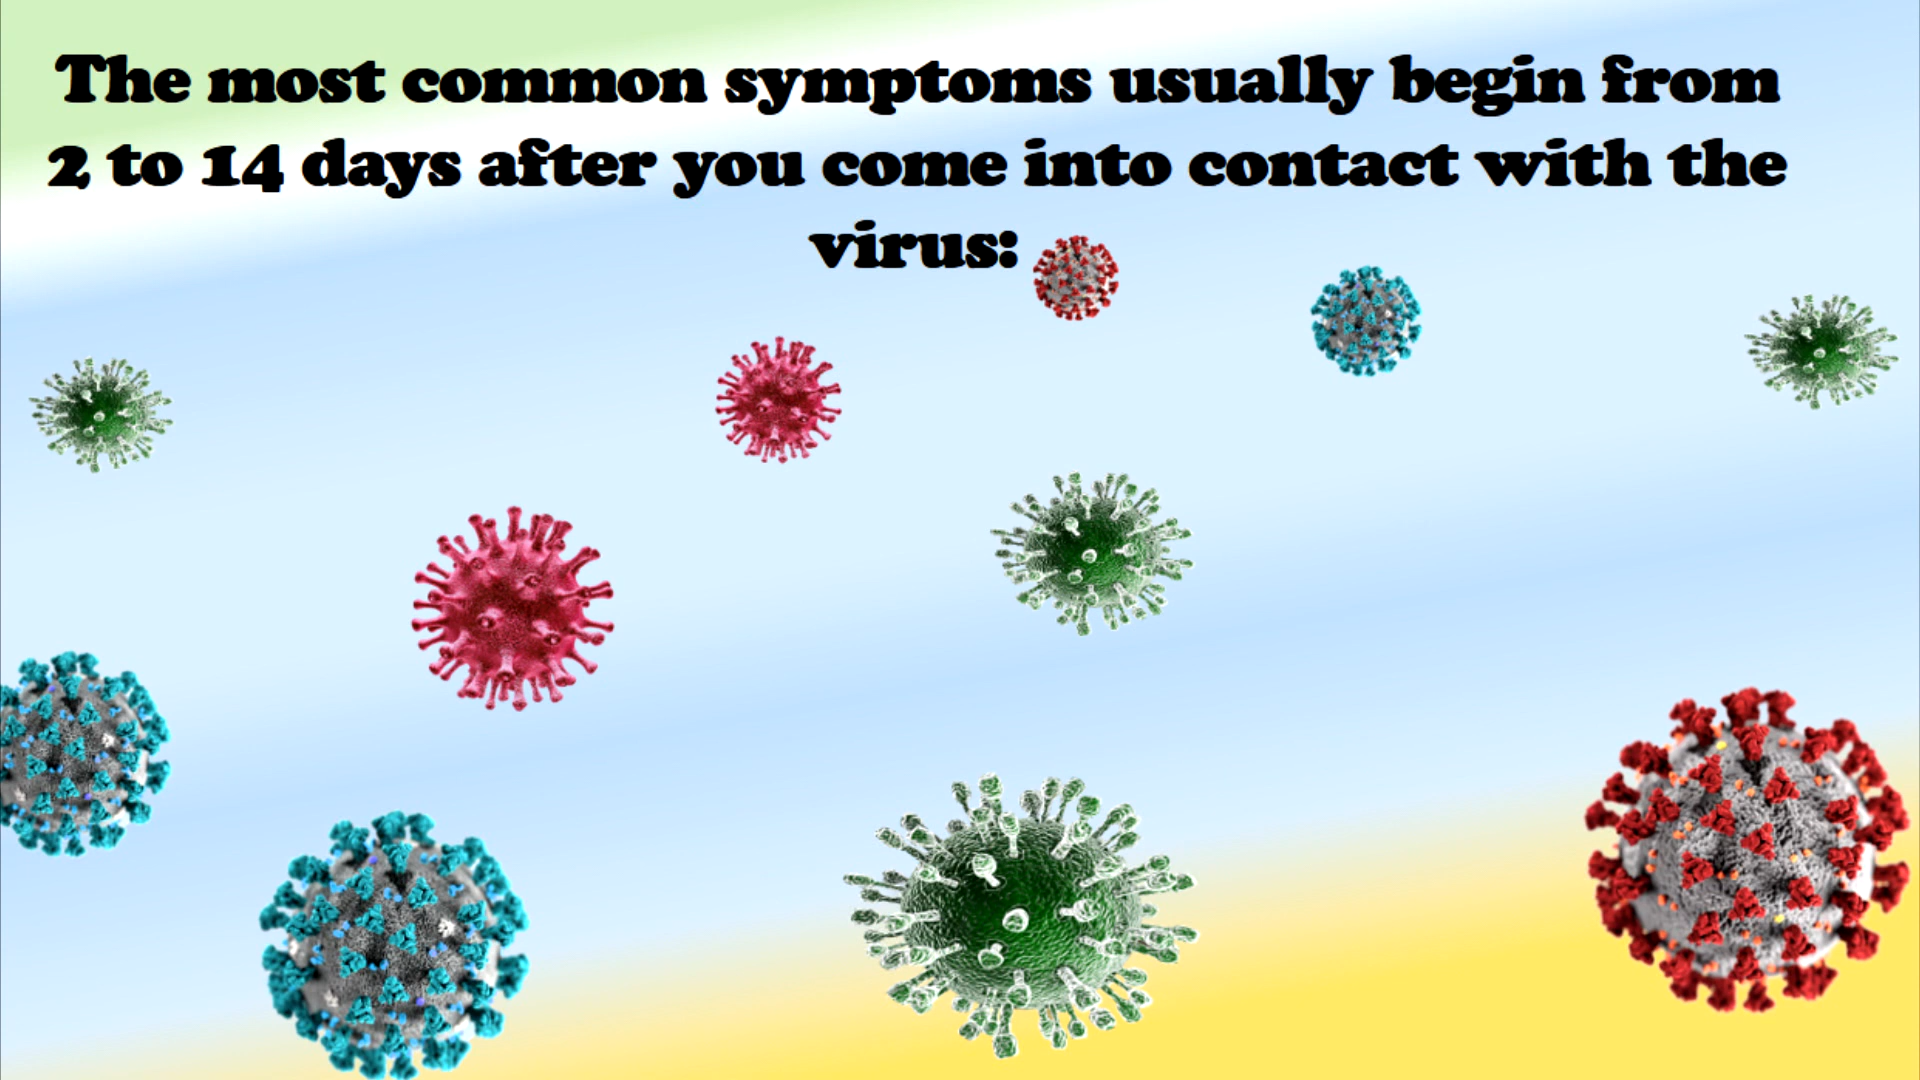 The most common symptoms usually begin from
2 to 14 days after you come into contact with the
virus: